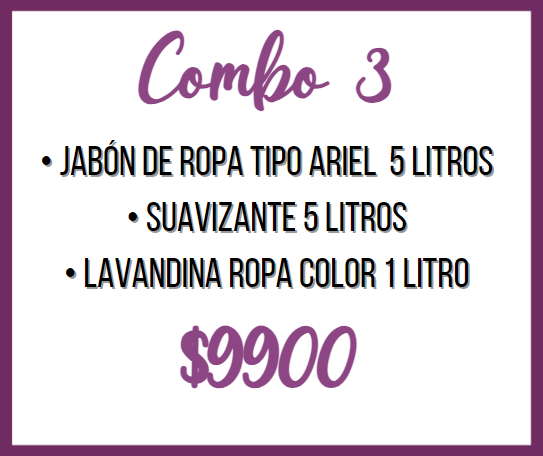 Combo 3
• JABÓN DE ROPA TIPO ARIEL 5 LITROS
• SUAVIZANTE 5 LITROS
• LAVANDINA ROPA COLOR 1 LITRO
$9900